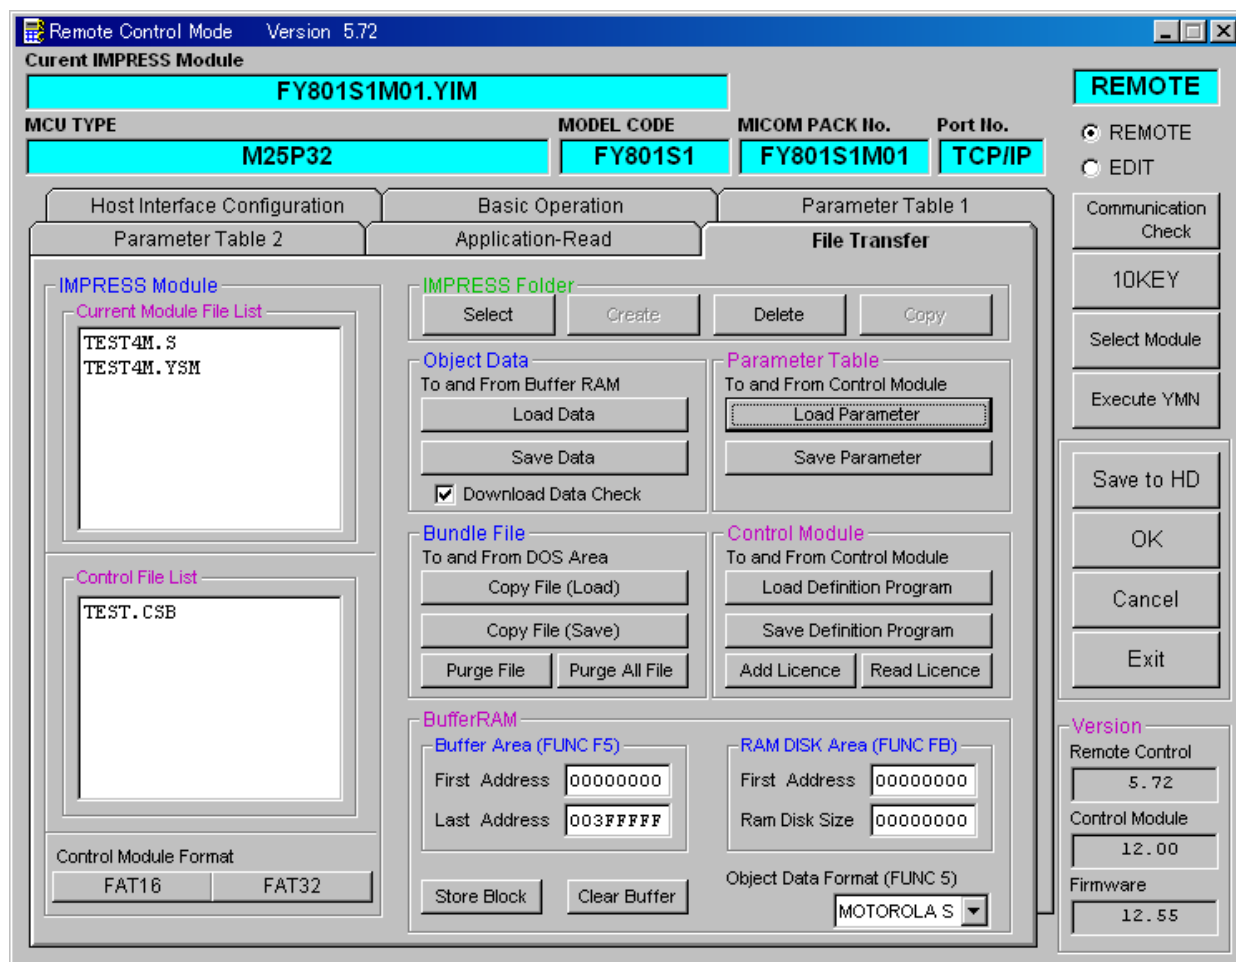 Remote Control Mode Version 5.72
Curent IMPRESS Module
FY801S1M01.YIM
REMOTE
MCU TYPE
MODEL CODE
MICOM PACK No.
Port No.
M25P32
FY801S1
FY801S1M01
TCP/IP
REMOTE
EDIT
Host Interface Configuration
Basic Operation
Parameter Table 1
Parameter Table 2
Application-Read
File Transfer
IMPRESS Module
Current Module File List
TEST4M.S
TEST4M.YSM
Control File List
TEST.CSB
Control Module Format
FAT16
FAT32
IMPRESS Folder
Select
Create
Delete
Copy
Object Data
To and From Buffer RAM
Load Data
Save Data
Download Data Check
Parameter Table
To and From Control Module
Load Parameter
Save Parameter
Bundle File
To and From DOS Area
Copy File (Load)
Copy File (Save)
Purge File
Purge All File
Control Module
To and From Control Module
Load Definition Program
Save Definition Program
Add Licence
Read Licence
BufferRAM
Buffer Area (FUNC F5)
First Address
00000000
Last Address
003FFFFF
RAM DISK Area (FUNC FB)
First Address
00000000
Ram Disk Size
00000000
Store Block
Clear Buffer
Object Data Format (FUNC 5)
MOTOROLA S
Communication
Check
10KEY
Select Module
Execute YMN
Save to HD
OK
Cancel
Exit
Version
Remote Control
5.72
Control Module
12.00
Firmware
12.55